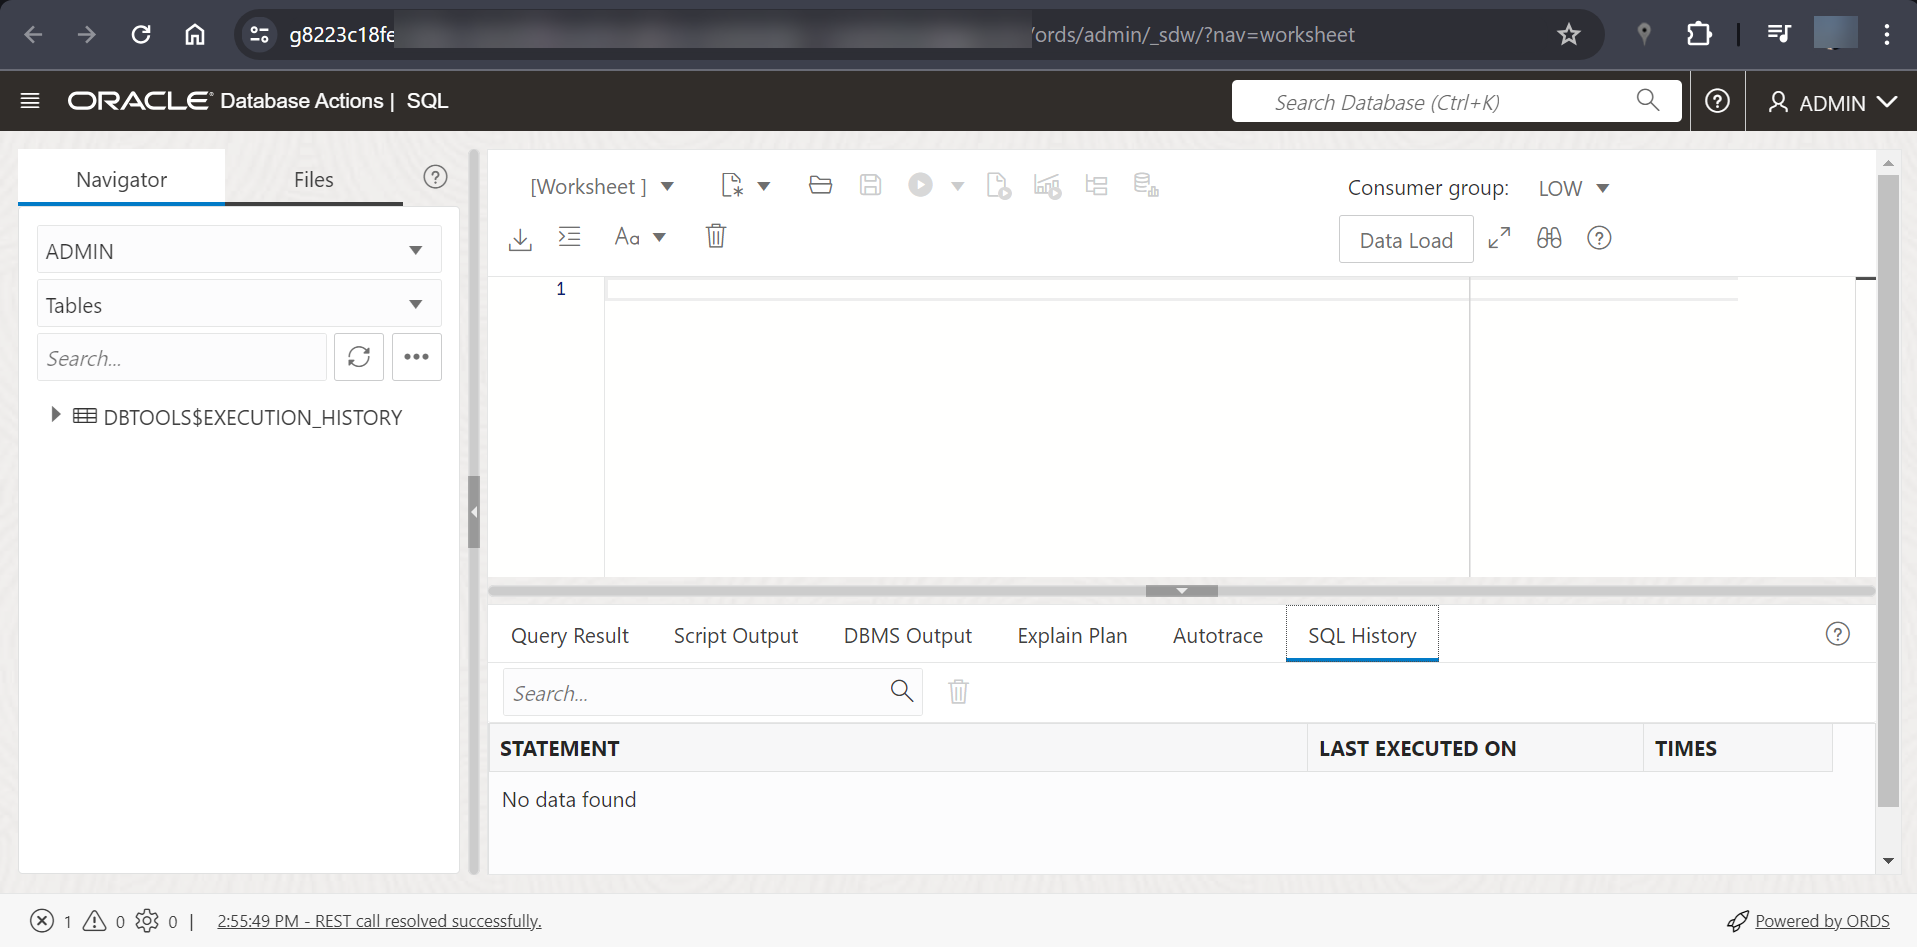 g8223c18fe /ords/admin/_sdw/?nav=worksheet
ORACLE Database Actions | SQL
Search Database (Ctrl+K)
ADMIN
Navigator
Files
ADMIN
Tables
Search...
DBTOOLS$EXECUTION_HISTORY
[Worksheet ]
Consumer group: LOW
Aa
Data Load
1
Query Result
Script Output
DBMS Output
Explain Plan
Autotrace
SQL History
Search...
STATEMENT
LAST EXECUTED ON
TIMES
No data found
1 0 0 | 2:55:49 PM - REST call resolved successfully.
Powered by ORDS